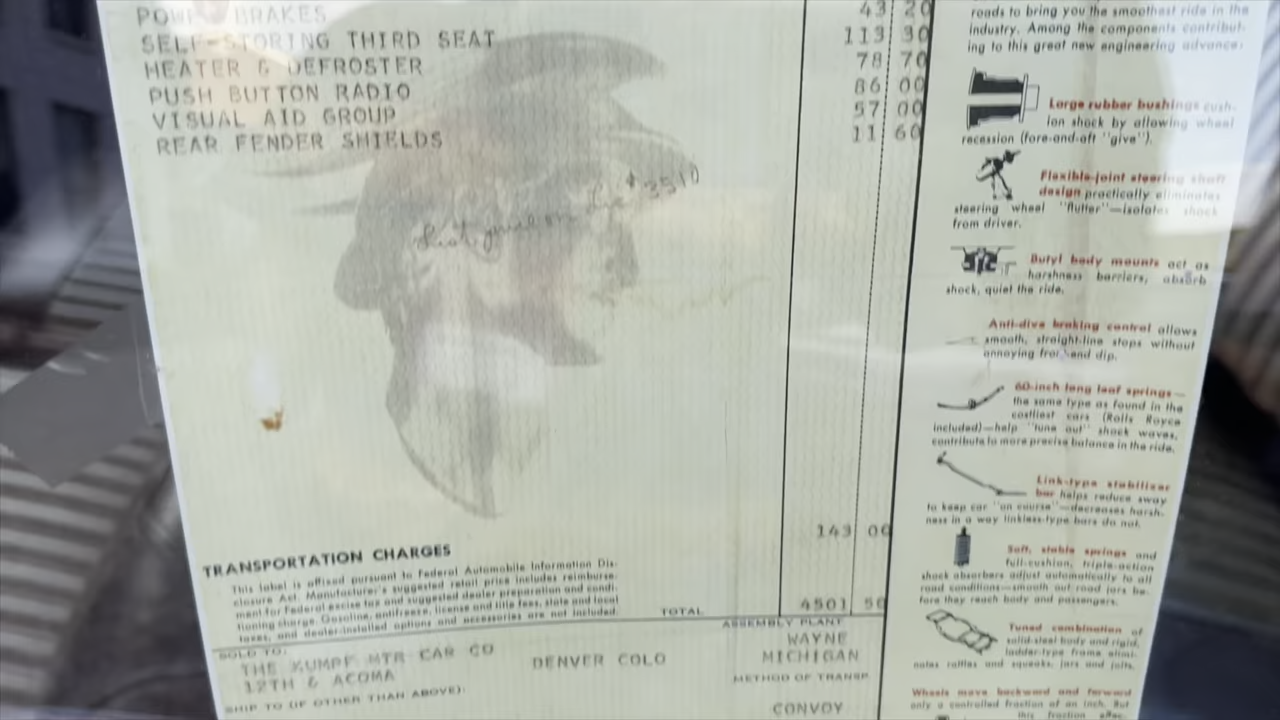 POWER BRAKES 43 20
SELF-STORING THIRD SEAT 113 30
HEATER & DEFROSTER 78 70
PUSH BUTTON RADIO 86 00
VISUAL AID GROUP 57 00
REAR FENDER SHIELDS 11 60
$3510
143 00
TRANSPORTATION CHARGES
This label is affixed pursuant to Federal Automobile Information Dis-
closure Act. Manufacturer's suggested retail price includes reimburse-
ment for Federal excise tax and suggested dealer preparation and condi-
tioning charge. Gasoline, antifreeze, license and title fees, state and local
taxes, and dealer-installed options and accessories are not included.
TOTAL 4501 50
SOLD TO:
THE KUMPF MTR CAR CO DENVER COLO
12TH & ACOMA
SHIP TO (IF OTHER THAN ABOVE):
ASSEMBLY PLANT
WAYNE
MICHIGAN
METHOD OF TRANSP.
CONVOY
roads to bring you the smoothest ride in the
industry. Among the components contribut-
ing to this great new engineering advance:
Large rubber bushings cush-
ion shock by allowing wheel
recession (fore-and-aft "give").
Flexible-joint steering shaft
design practically eliminates
steering wheel "flutter"—isolates shock
from driver.
Butyl body mounts act as
harshness barriers, absorb
shock, quiet the ride.
Anti-dive braking control allows
smooth, straight-line stops without
annoying front-end dip.
60-inch long leaf springs—
the same type as found in the
costliest cars (Rolls Royce
included)—help "tune out" shock waves,
contribute to more precise balance in the ride.
Link-type stabilizer
bar helps reduce sway
to keep car "on course"—decreases harsh-
ness in a way linkless-type bars do not.
Soft, stable springs and
full-cushion, triple-action
shock absorbers adjust automatically to all
road conditions—smooth out road jars be-
fore they reach body and passengers.
Tuned combination of
solid-steel body and rigid,
ladder-type frame elimi-
nates rattles and squeaks, jars and jolts.
Wheels move backward and forward
only a controlled fraction of an inch. But
this fraction